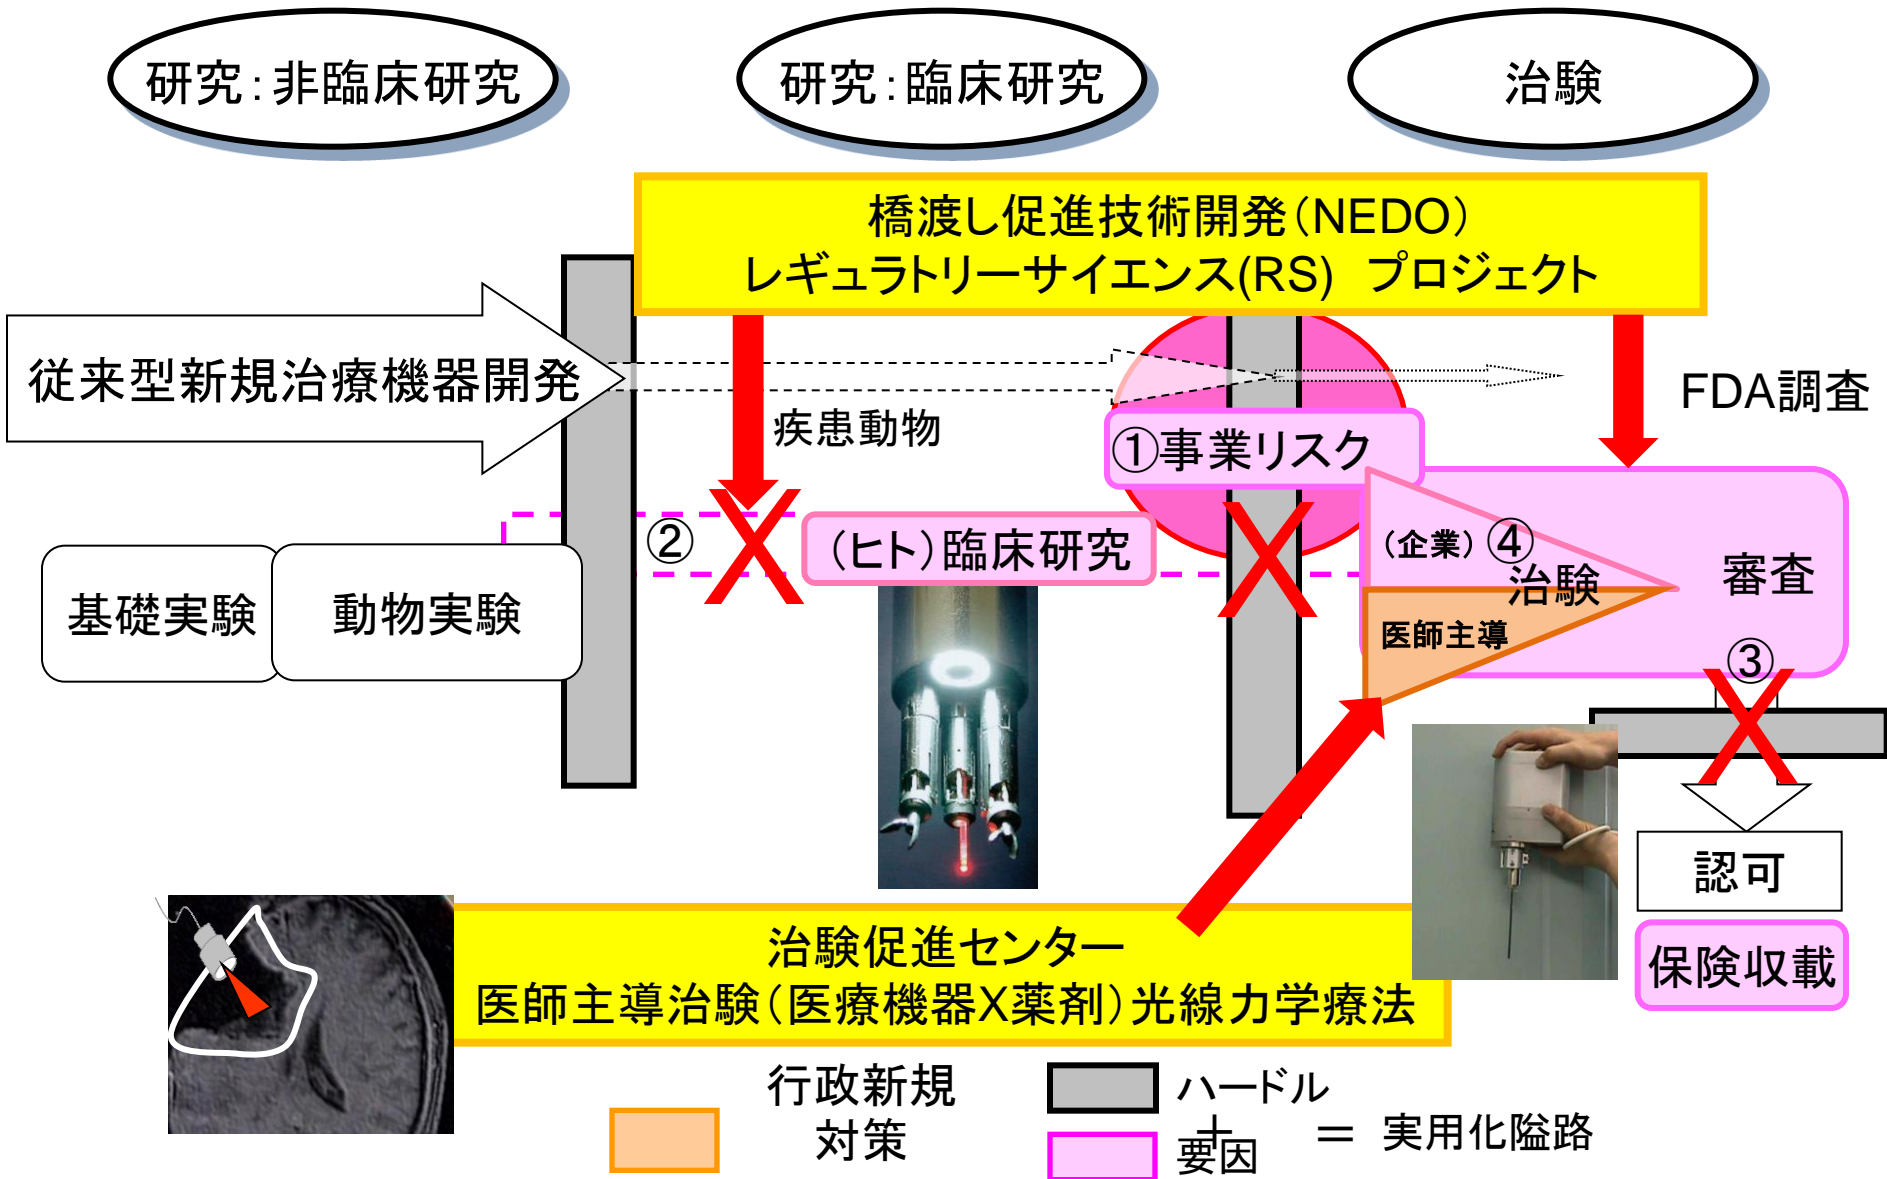 研究：非臨床研究
研究：臨床研究
治験
橋渡し促進技術開発（NEDO）
レギュラトリーサイエンス(RS)　プロジェクト
従来型新規治療機器開発
疾患動物
FDA調査
①事業リスク
②
（ヒト）臨床研究
（企業）
④
治験
審査
基礎実験
動物実験
医師主導
③
認可
保険収載
治験促進センター
医師主導治験（医療機器X薬剤）光線力学療法
行政新規
対策
ハードル
＋
要因
＝ 実用化隘路